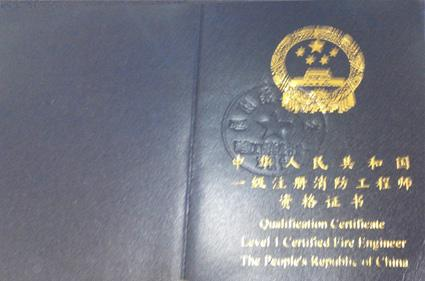 中华人民共和国
一级注册消防工程师
资格证书
Qualification Certificate
Level 1 Certified Fire Engineer
The People's Republic of China